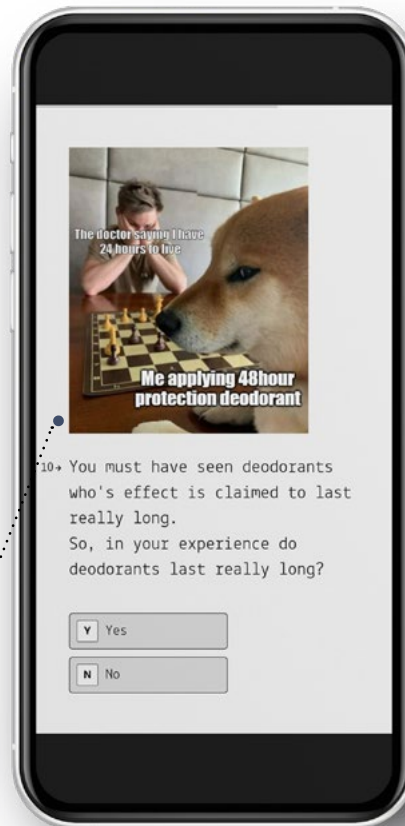 The doctor saying I have
24 hours to live
Me applying 48hour
protection deodorant
10→ You must have seen deodorants
who's effect is claimed to last
really long.
So, in your experience do
deodorants last really long?
Y Yes
N No